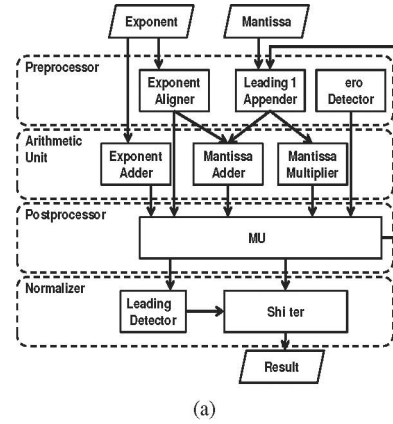 Exponent
Mantissa
Preprocessor
Exponent
Aligner
Leading 1
Appender
ero
Detector
Arithmetic
Unit
Exponent
Adder
Mantissa
Adder
Mantissa
Multiplier
Postprocessor
MU
Normalizer
Leading
Detector
Shi ter
Result
(a)